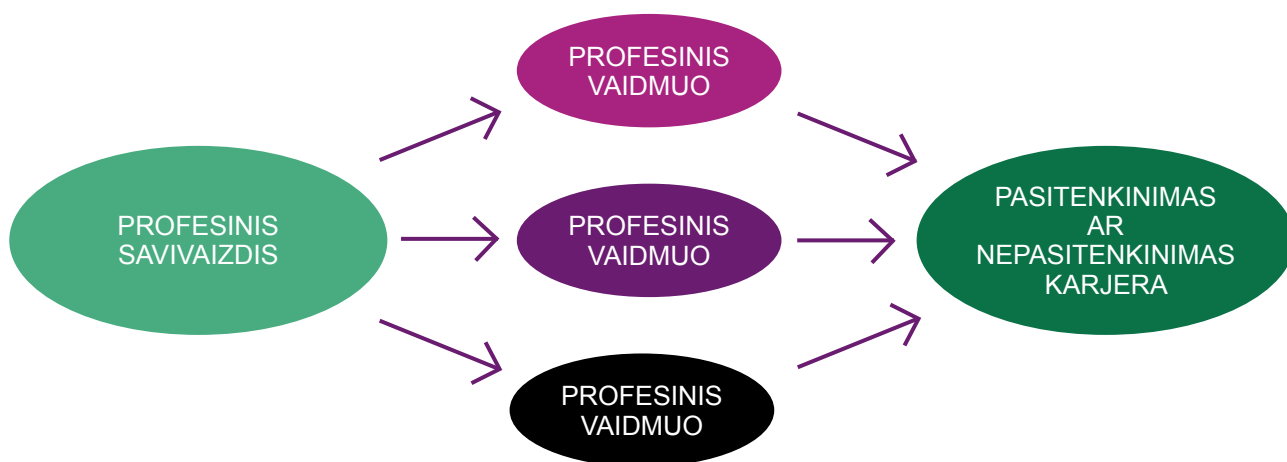 PROFESINIS
VAIDMUO
PROFESINIS
SAVIVAIZDIS
PROFESINIS
VAIDMUO
PASITENKINIMAS
AR
NEPASITENKINIMAS
KARJERA
PROFESINIS
VAIDMUO